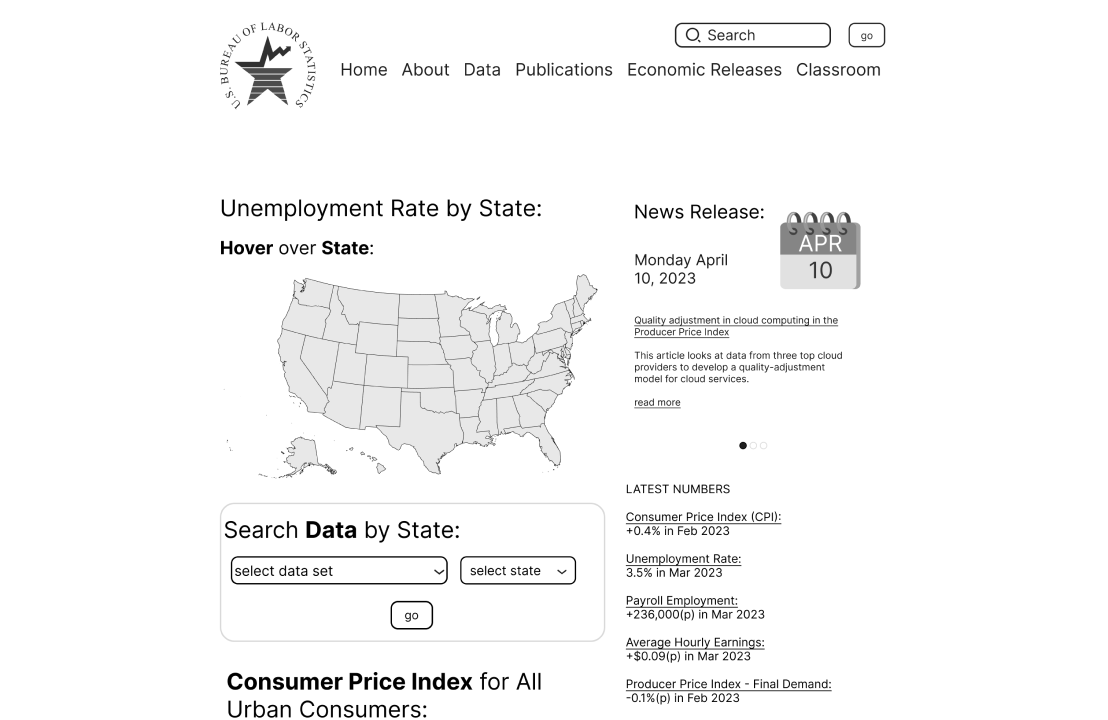 U.S. BUREAU OF LABOR STATISTICS
Search
go
Home About Data Publications Economic Releases Classroom
Unemployment Rate by State:
Hover over State:
News Release:
Monday April
10, 2023
APR
10
Quality adjustment in cloud computing in the
Producer Price Index
This article looks at data from three top cloud
providers to develop a quality-adjustment
model for cloud services.
read more
Search Data by State:
select data set
select state
go
LATEST NUMBERS
Consumer Price Index (CPI):
+0.4% in Feb 2023
Unemployment Rate:
3.5% in Mar 2023
Payroll Employment:
+236,000(p) in Mar 2023
Average Hourly Earnings:
+$0.09(p) in Mar 2023
Producer Price Index - Final Demand:
-0.1%(p) in Feb 2023
Consumer Price Index for All
Urban Consumers: